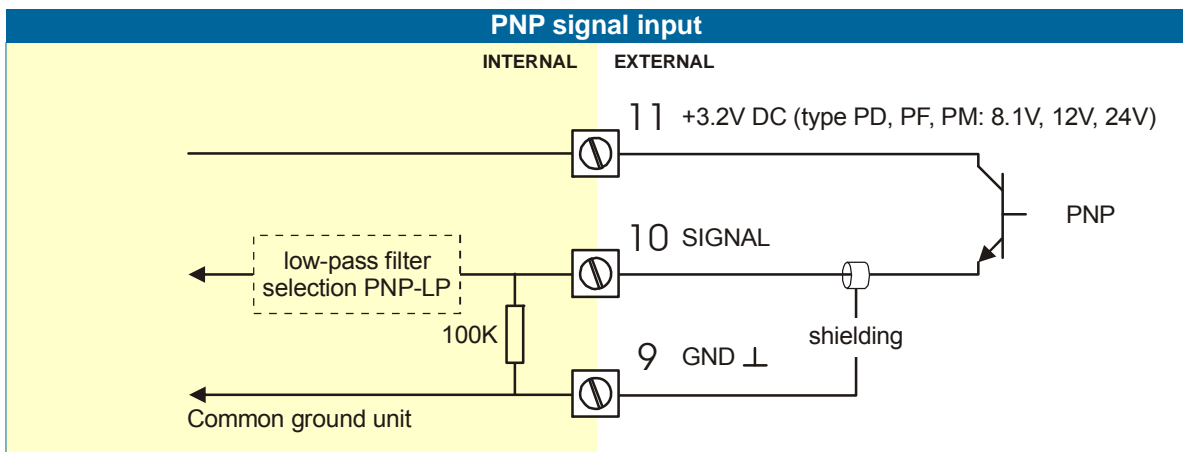 PNP signal input
INTERNAL
EXTERNAL
11 +3.2V DC (type PD, PF, PM: 8.1V, 12V, 24V)
PNP
10 SIGNAL
low-pass filter
selection PNP-LP
100K
shielding
9 GND ⊥
Common ground unit